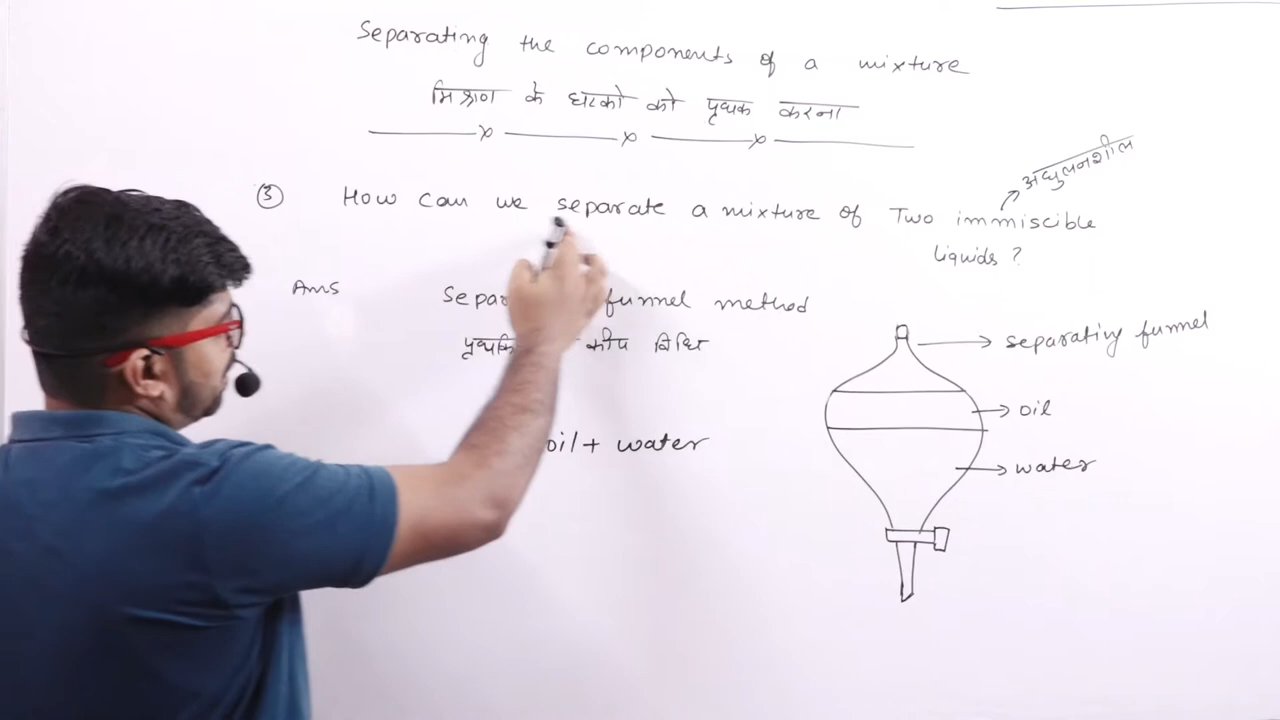 Separating the components of a mixture
मिश्रण के घटको को पृथक करना
अघुलनशील
③ How can we separate a mixture of Two immiscible
liquids ?
Ans funnel method
कीप विधि
separating funnel
oil
oil + water
water